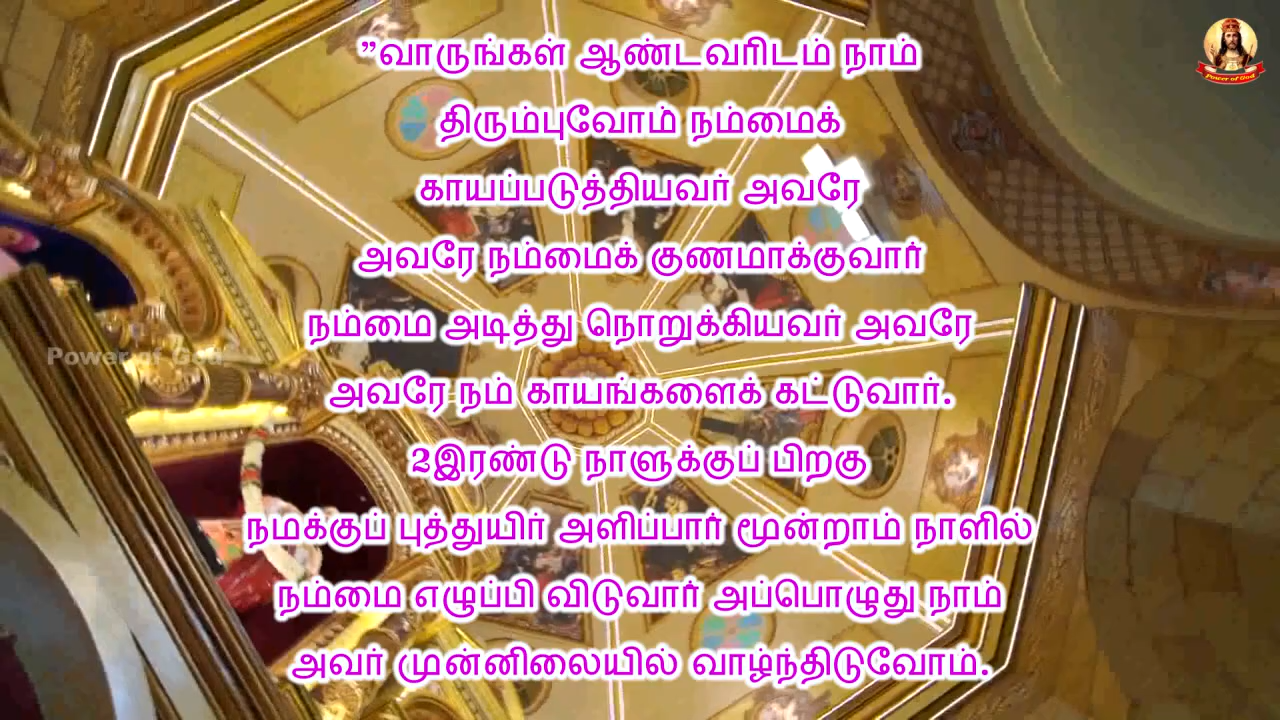 ”வாருங்கள் ஆண்டவரிடம் நாம்
திரும்புவோம் நம்மைக்
காயப்படுத்தியவர் அவரே
அவரே நம்மைக் குணமாக்குவார்
நம்மை அடித்து நொறுக்கியவர் அவரே
அவரே நம் காயங்களைக் கட்டுவார்.
2இரண்டு நாளுக்குப் பிறகு
நமக்குப் புத்துயிர் அளிப்பார் மூன்றாம் நாளில்
நம்மை எழுப்பி விடுவார் அப்பொழுது நாம்
அவர் முன்னிலையில் வாழ்ந்திடுவோம்.
Power of God
Power of God